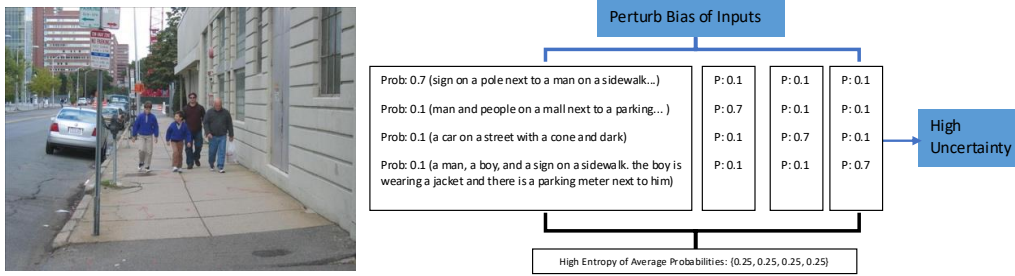 Perturb Bias of Inputs
Prob: 0.7 (sign on a pole next to a man on a sidewalk...)
Prob: 0.1 (man and people on a mall next to a parking... )
Prob: 0.1 (a car on a street with a cone and dark)
Prob: 0.1 (a man, a boy, and a sign on a sidewalk. the boy is
wearing a jacket and there is a parking meter next to him)
P: 0.1
P: 0.7
P: 0.1
P: 0.1
P: 0.1
P: 0.1
P: 0.7
P: 0.1
P: 0.1
P: 0.1
P: 0.1
P: 0.7
High
Uncertainty
High Entropy of Average Probabilities: {0.25, 0.25, 0.25, 0.25}
NO
PARKING